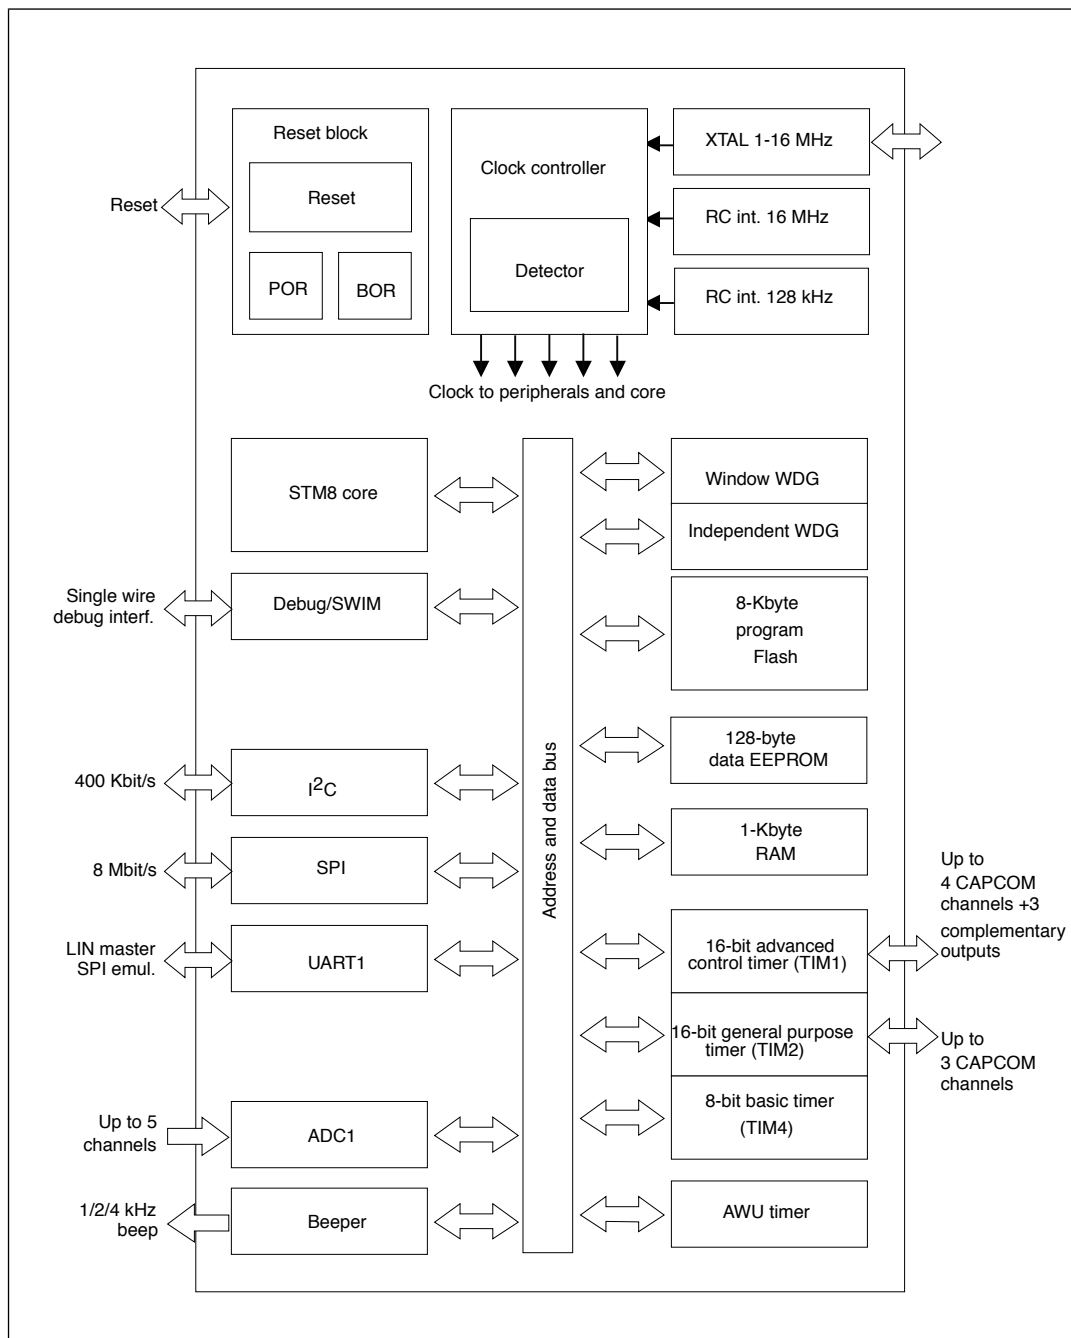 Reset block
Reset
POR
BOR
Reset
Clock controller
Detector
XTAL 1-16 MHz
RC int. 16 MHz
RC int. 128 kHz
Clock to peripherals and core
STM8 core
Single wire
debug interf.
Debug/SWIM
400 Kbit/s
I2C
8 Mbit/s
SPI
LIN master
SPI emul.
UART1
Up to 5
channels
ADC1
1/2/4 kHz
beep
Beeper
Address and data bus
Window WDG
Independent WDG
8-Kbyte
program
Flash
128-byte
data EEPROM
1-Kbyte
RAM
16-bit advanced
control timer (TIM1)
Up to
4 CAPCOM
channels +3
complementary
outputs
16-bit general purpose
timer (TIM2)
Up to
3 CAPCOM
channels
8-bit basic timer
(TIM4)
AWU timer